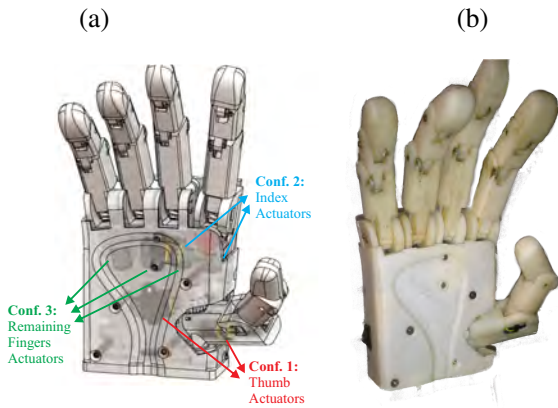 (a)
(b)
Conf. 2:
Index
Actuators
Conf. 3:
Remaining
Fingers
Actuators
Conf. 1:
Thumb
Actuators